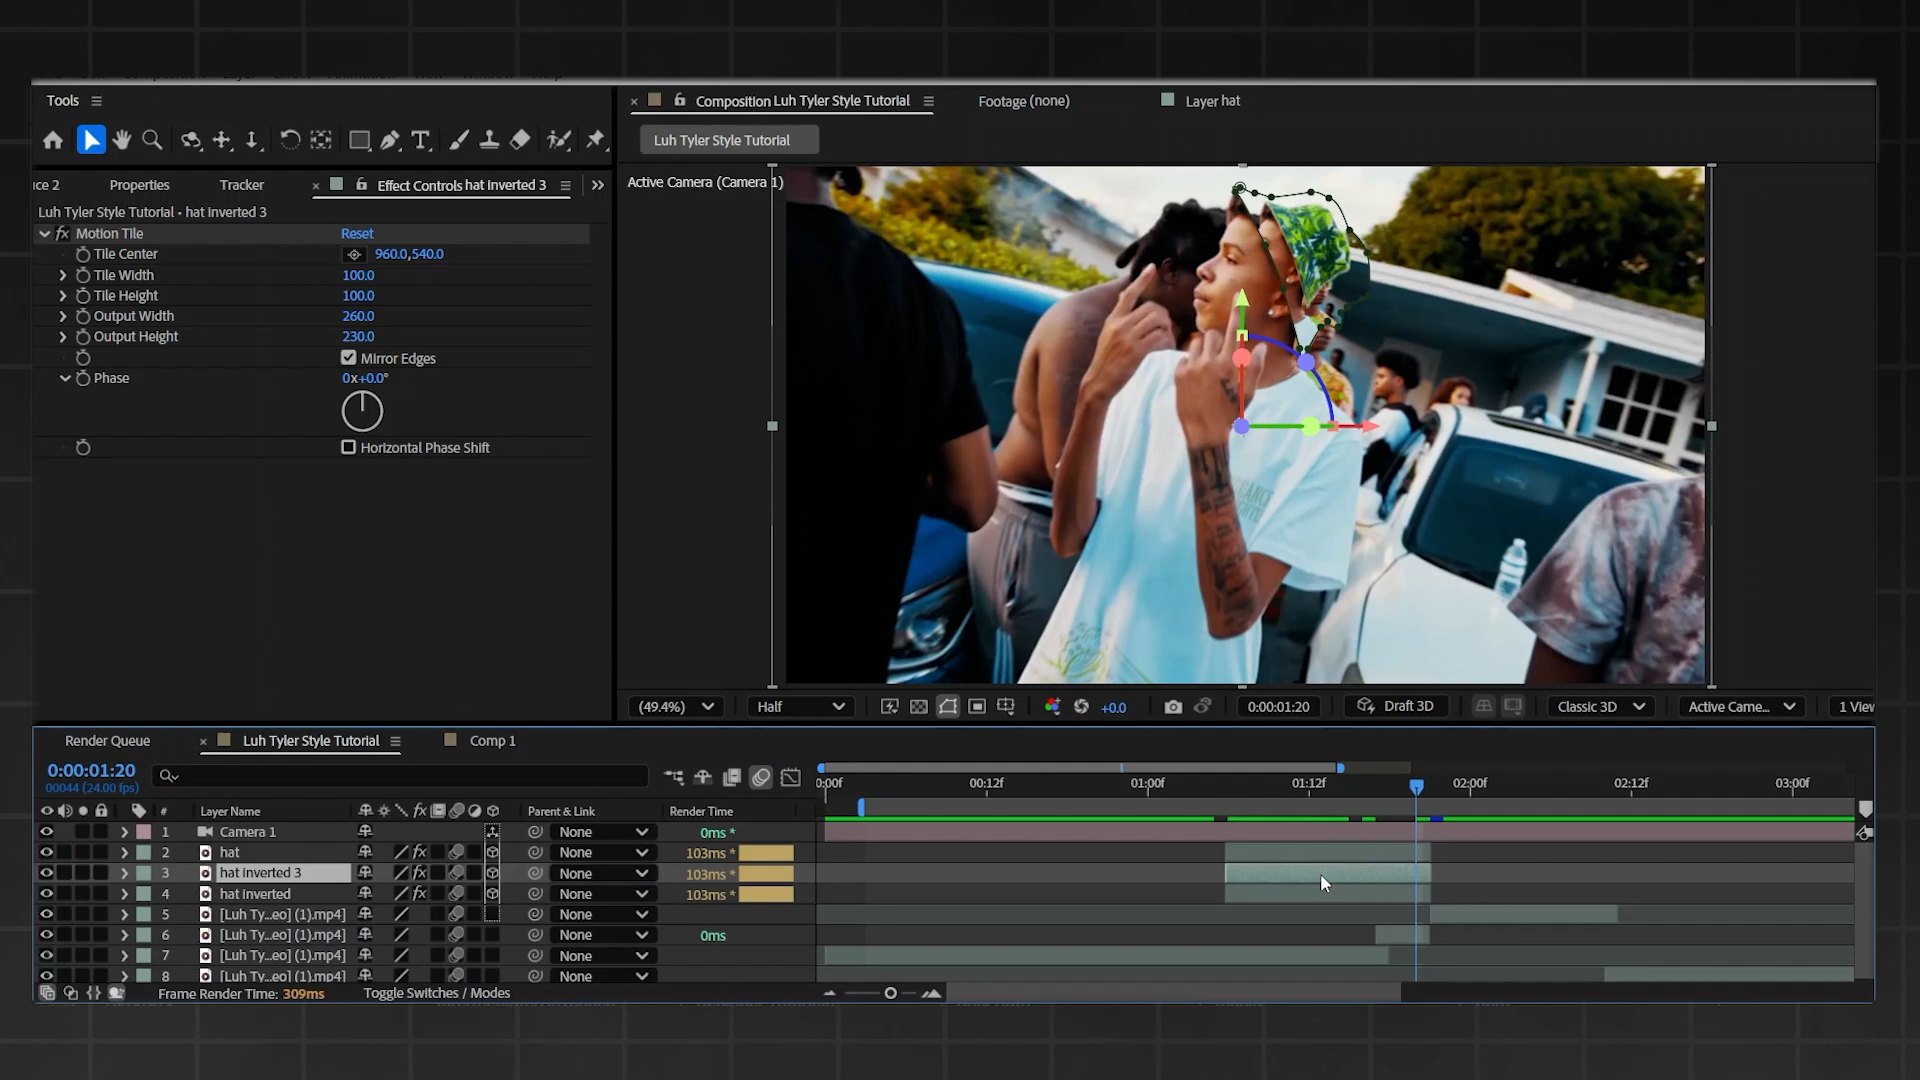 Tools
Composition Luh Tyler Style Tutorial
Footage (none)
Layer hat
Luh Tyler Style Tutorial
ce 2
Properties
Tracker
Effect Controls hat Inverted 3
Active Camera (Camera 1)
Luh Tyler Style Tutorial • hat Inverted 3
fx Motion Tile Reset
Tile Center 960.0,540.0
Tile Width 100.0
Tile Height 100.0
Output Width 260.0
Output Height 230.0
Mirror Edges
Phase 0x+0.0°
Horizontal Phase Shift
(49.4%) Half +0.0 0:00:01:20 Draft 3D Classic 3D Active Came... 1 View
Render Queue
Luh Tyler Style Tutorial
Comp 1
0:00:01:20
00044 (24.00 fps)
:00f 00:12f 01:00f 01:12f 02:00f 02:12f 03:00f
# Layer Name fx Parent & Link Render Time
1 Camera 1 None 0ms *
2 hat fx None 103ms *
3 hat Inverted 3 fx None 103ms *
4 hat Inverted fx None 103ms *
5 [Luh Ty...eo] (1).mp4] None
6 [Luh Ty...eo] (1).mp4] None 0ms
7 [Luh Ty...eo] (1).mp4] None
8 [Luh Ty...eo] (1).mp4] None
Frame Render Time: 309ms Toggle Switches / Modes